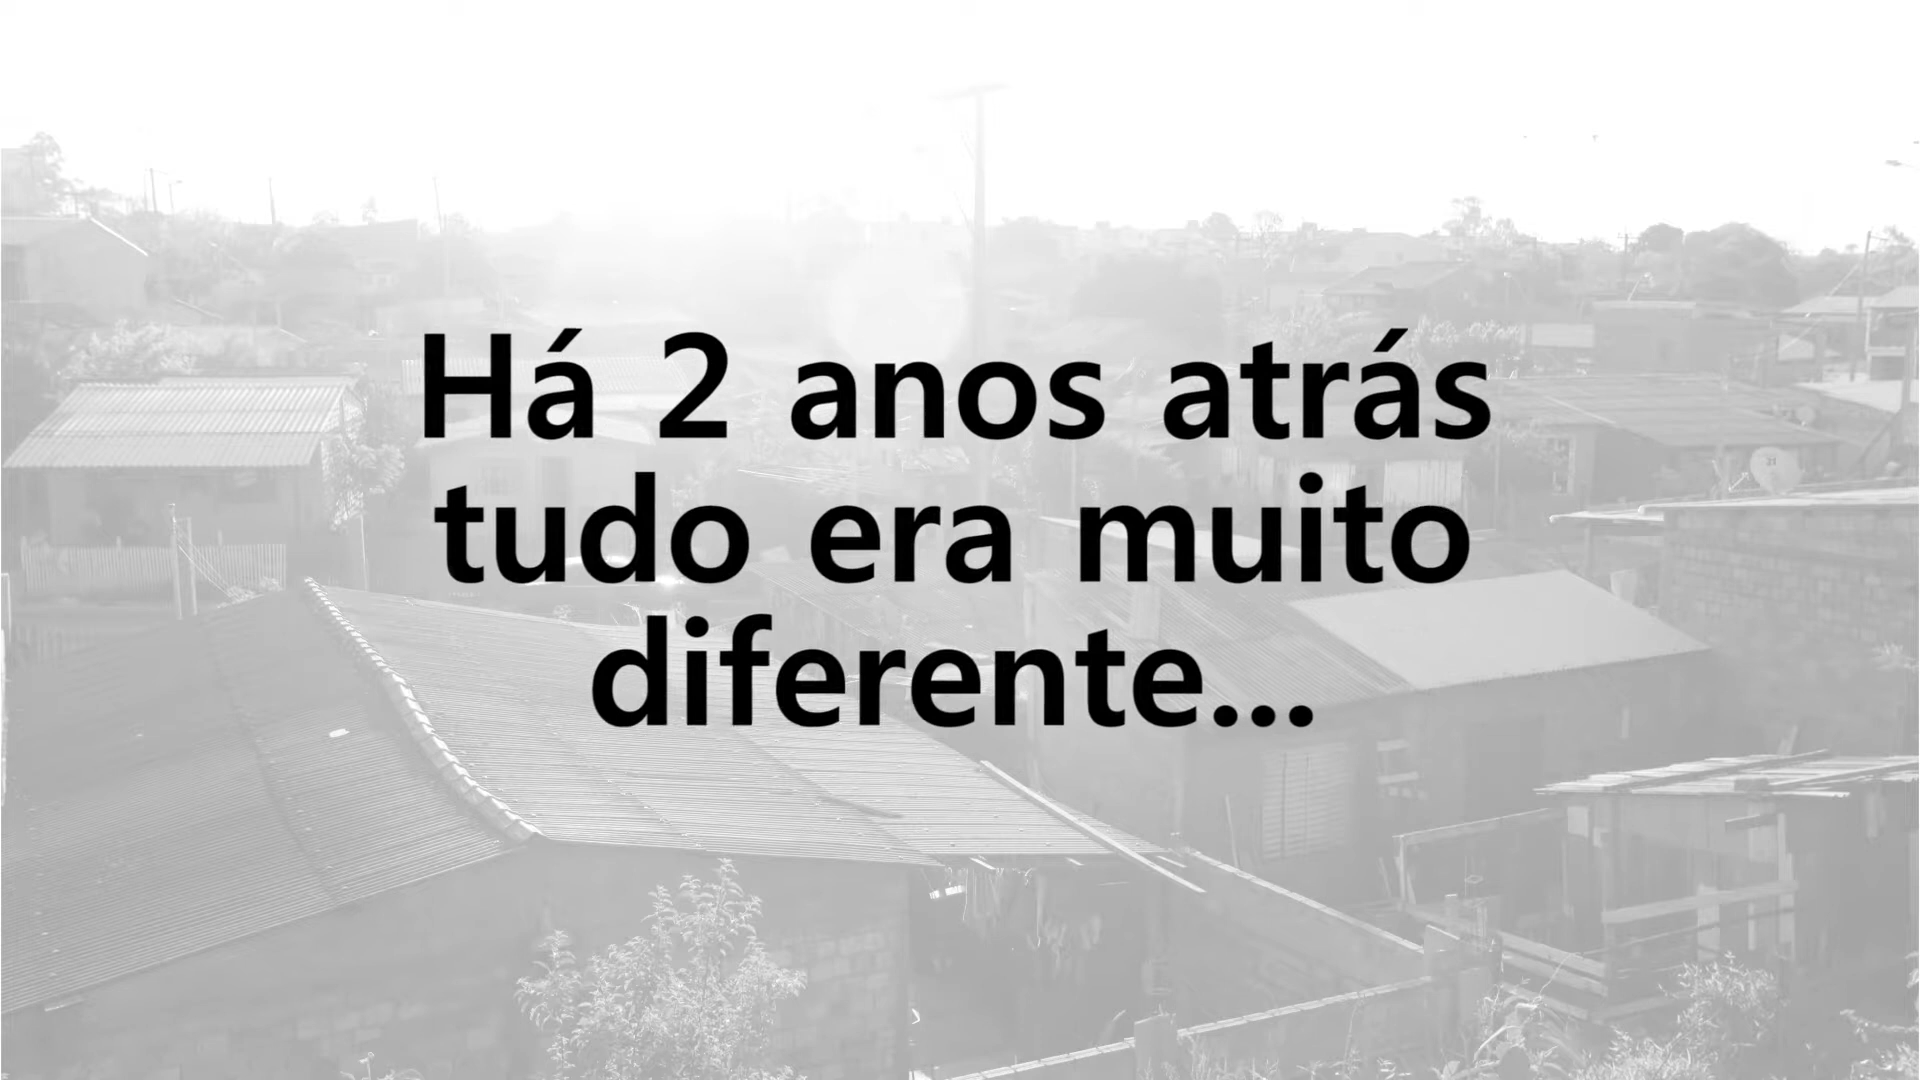 Há 2 anos atrás
tudo era muito
diferente...